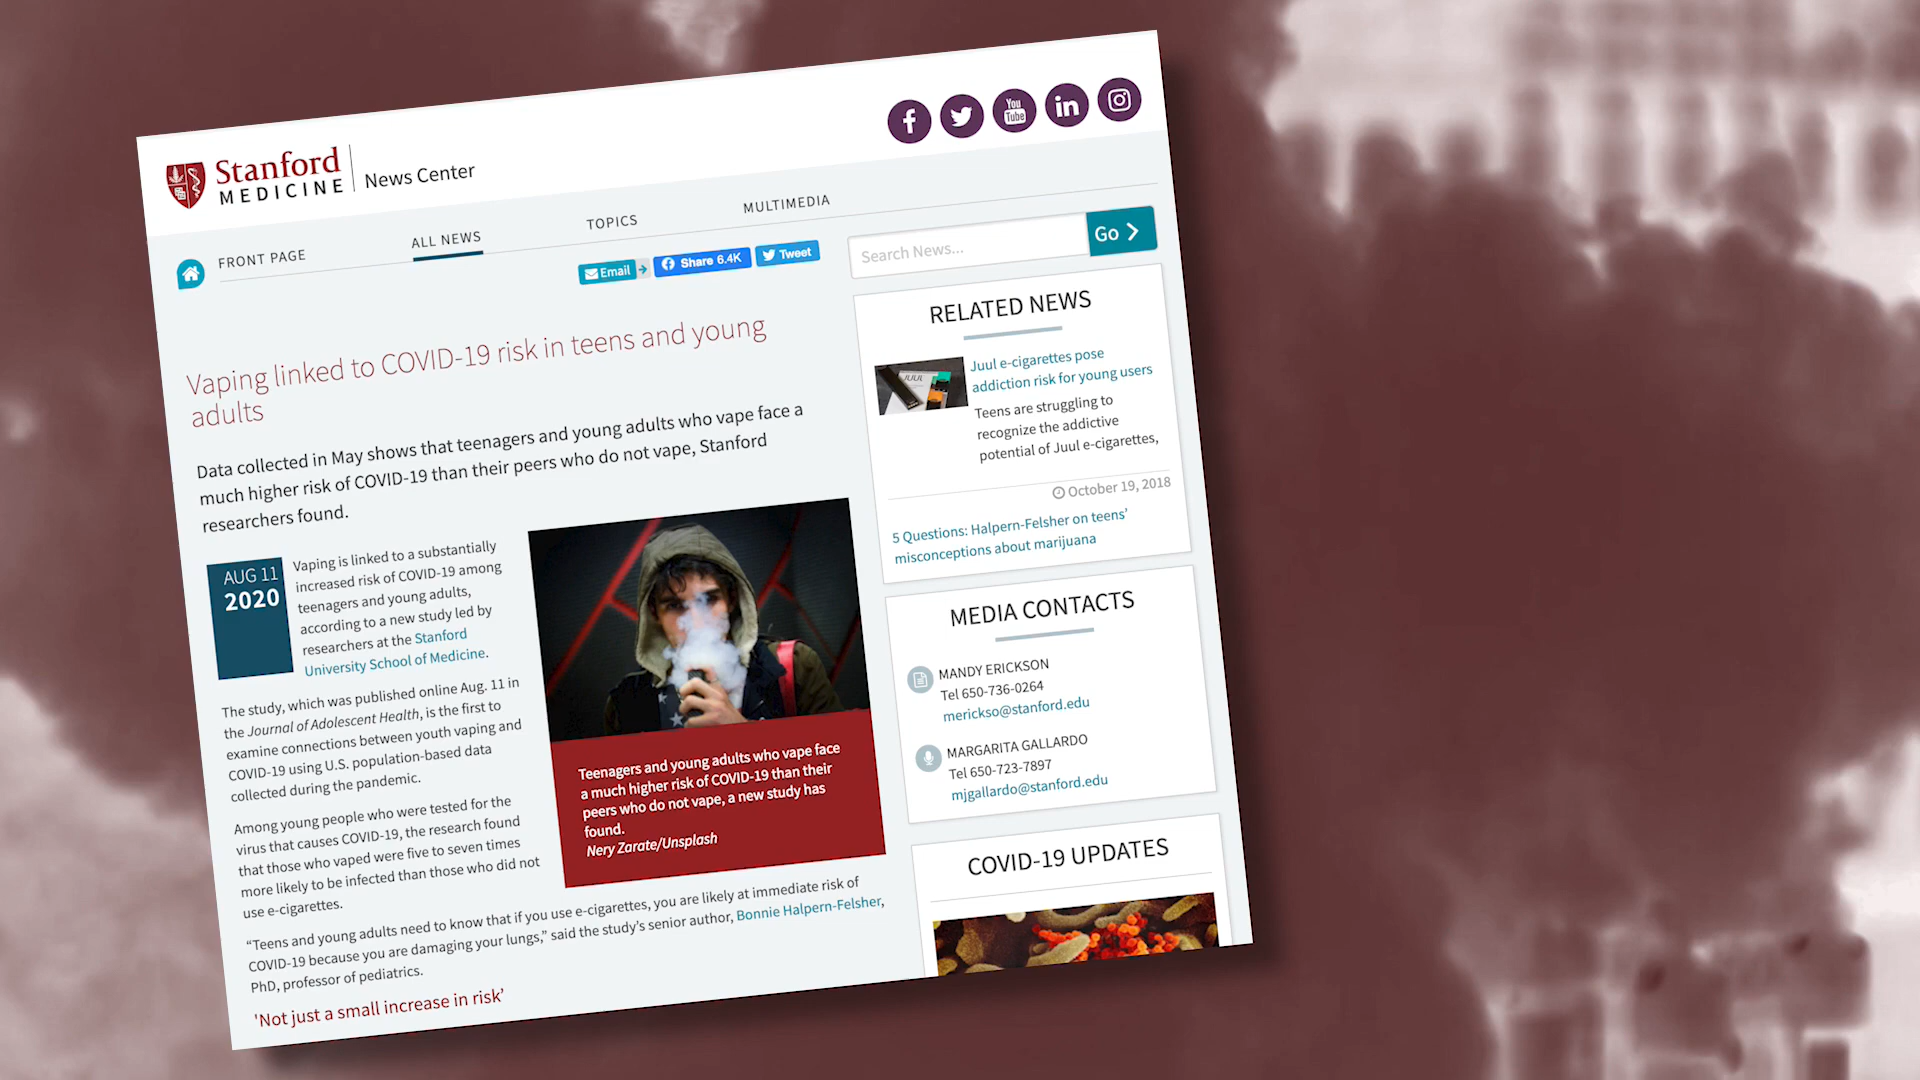 Stanford
MEDICINE
News Center
You
Tube
in
FRONT PAGE
ALL NEWS
TOPICS
MULTIMEDIA
Email
Share 6.4K
Tweet
Search News...
Go
Vaping linked to COVID-19 risk in teens and young
adults
Data collected in May shows that teenagers and young adults who vape face a
much higher risk of COVID-19 than their peers who do not vape, Stanford
researchers found.
AUG 11
2020
Vaping is linked to a substantially
increased risk of COVID-19 among
teenagers and young adults,
according to a new study led by
researchers at the Stanford
University School of Medicine.
The study, which was published online Aug. 11 in
the Journal of Adolescent Health, is the first to
examine connections between youth vaping and
COVID-19 using U.S. population-based data
collected during the pandemic.
Among young people who were tested for the
virus that causes COVID-19, the research found
that those who vaped were five to seven times
more likely to be infected than those who did not
use e-cigarettes.
Teenagers and young adults who vape face
a much higher risk of COVID-19 than their
peers who do not vape, a new study has
found.
Nery Zarate/Unsplash
“Teens and young adults need to know that if you use e-cigarettes, you are likely at immediate risk of
COVID-19 because you are damaging your lungs,” said the study’s senior author, Bonnie Halpern-Felsher,
PhD, professor of pediatrics.
'Not just a small increase in risk’
RELATED NEWS
JUUL
Juul e-cigarettes pose
addiction risk for young users
Teens are struggling to
recognize the addictive
potential of Juul e-cigarettes,
October 19, 2018
5 Questions: Halpern-Felsher on teens’
misconceptions about marijuana
MEDIA CONTACTS
MANDY ERICKSON
Tel 650-736-0264
merickso@stanford.edu
MARGARITA GALLARDO
Tel 650-723-7897
mjgallardo@stanford.edu
COVID-19 UPDATES